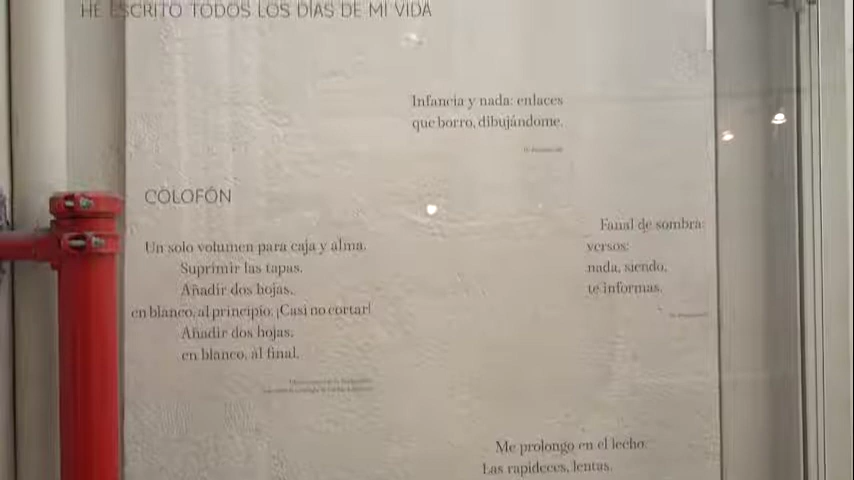 HE ESCRITO TODOS LOS DÍAS DE MI VIDA
Infancia y nada: enlaces
que borro, dibujándome.
COLOFÓN
Un solo volumen para caja y alma.
Suprimir las tapas.
Añadir dos hojas,
en blanco, al principio. ¡Casi no cortar!
Añadir dos hojas,
en blanco, al final.
Fanal de sombra:
versos:
nada, siendo,
te informas.
Me prolongo en el lecho.
Las rapideces, lentas.